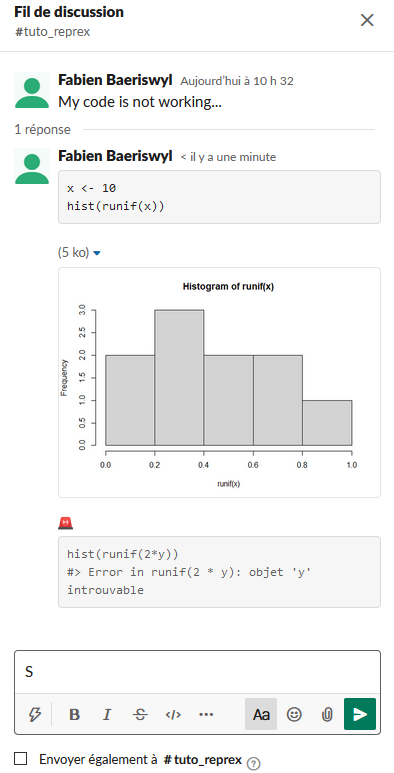 Fil de discussion
#tuto_reprex
Fabien Baeriswyl Aujourd'hui à 10 h 32
My code is not working...
1 réponse
Fabien Baeriswyl < il y a une minute
x <- 10
hist(runif(x))
(5 ko)
Histogram of runif(x)
Frequency
3.0
2.5
2.0
1.5
1.0
0.5
0.0
0.0 0.2 0.4 0.6 0.8 1.0
runif(x)
hist(runif(2*y))
#> Error in runif(2 * y): objet 'y'
introuvable
S
B I S </> ••• Aa
Envoyer également à #tuto_reprex ?